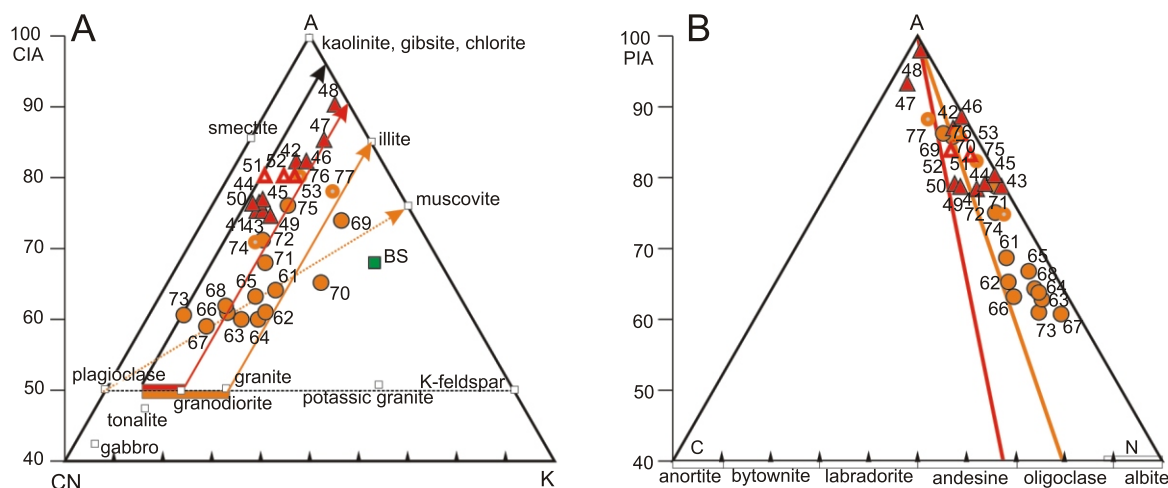 A
A
100
CIA
90
80
70
60
50
40
kaolinite, gibsite, chlorite
smectite
illite
muscovite
BS
plagioclase
granite
K-feldspar
granodiorite
potassic granite
tonalite
gabbro
CN
K
48
47
42
46
51
52
76
77
44
45
53
50
75
69
41
43
49
74
72
71
65
61
70
73
66
68
62
67
63
64
B
A
100
PIA
90
80
70
60
50
40
48
47
42
46
77
76
53
69
70
75
52
51
45
50
44
43
49
41
71
72
74
61
65
68
62
64
66
63
73
67
C
N
anortite
bytownite
labradorite
andesine
oligoclase
albite